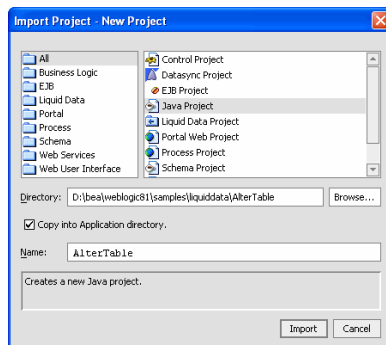 Import Project - New Project
All
Business Logic
EJB
Liquid Data
Portal
Process
Schema
Web Services
Web User Interface
Control Project
Datasync Project
EJB Project
Java Project
Liquid Data Project
Portal Web Project
Process Project
Schema Project
Directory: D:\bea\weblogic81\samples\liquiddata\AlterTable Browse...
Copy into Application directory.
Name: AlterTable
Creates a new Java project.
Import Cancel